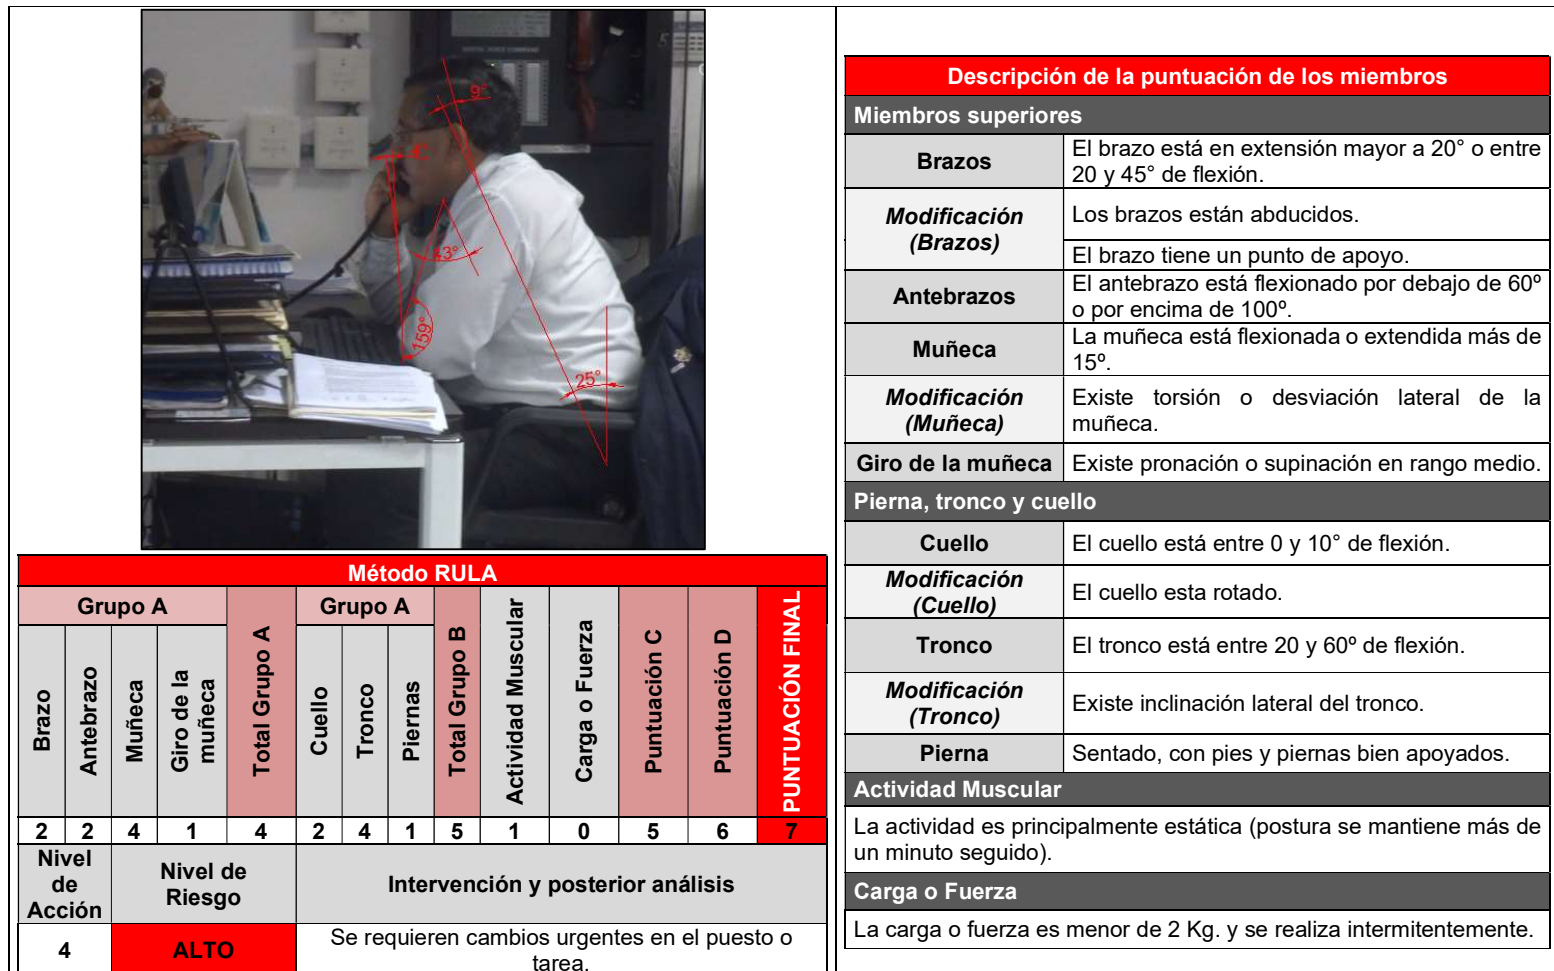 9°
43°
159°
25°
Método RULA
Grupo A
Grupo A
Brazo
Antebrazo
Muñeca
Giro de la
muñeca
Total Grupo A
Cuello
Tronco
Piernas
Total Grupo B
Actividad Muscular
Carga o Fuerza
Puntuación C
Puntuación D
PUNTUACIÓN FINAL
2 2 4 1 4 2 4 1 5 1 0 5 6 7
Nivel
de
Acción
Nivel de
Riesgo
Intervención y posterior análisis
4
ALTO
Se requieren cambios urgentes en el puesto o
tarea.
Descripción de la puntuación de los miembros
Miembros superiores
Brazos
El brazo está en extensión mayor a 20° o entre
20 y 45° de flexión.
Modificación
(Brazos)
Los brazos están abducidos.
El brazo tiene un punto de apoyo.
Antebrazos
El antebrazo está flexionado por debajo de 60º
o por encima de 100º.
Muñeca
La muñeca está flexionada o extendida más de
15º.
Modificación
(Muñeca)
Existe torsión o desviación lateral de la
muñeca.
Giro de la muñeca
Existe pronación o supinación en rango medio.
Pierna, tronco y cuello
Cuello
El cuello está entre 0 y 10° de flexión.
Modificación
(Cuello)
El cuello esta rotado.
Tronco
El tronco está entre 20 y 60º de flexión.
Modificación
(Tronco)
Existe inclinación lateral del tronco.
Pierna
Sentado, con pies y piernas bien apoyados.
Actividad Muscular
La actividad es principalmente estática (postura se mantiene más de
un minuto seguido).
Carga o Fuerza
La carga o fuerza es menor de 2 Kg. y se realiza intermitentemente.